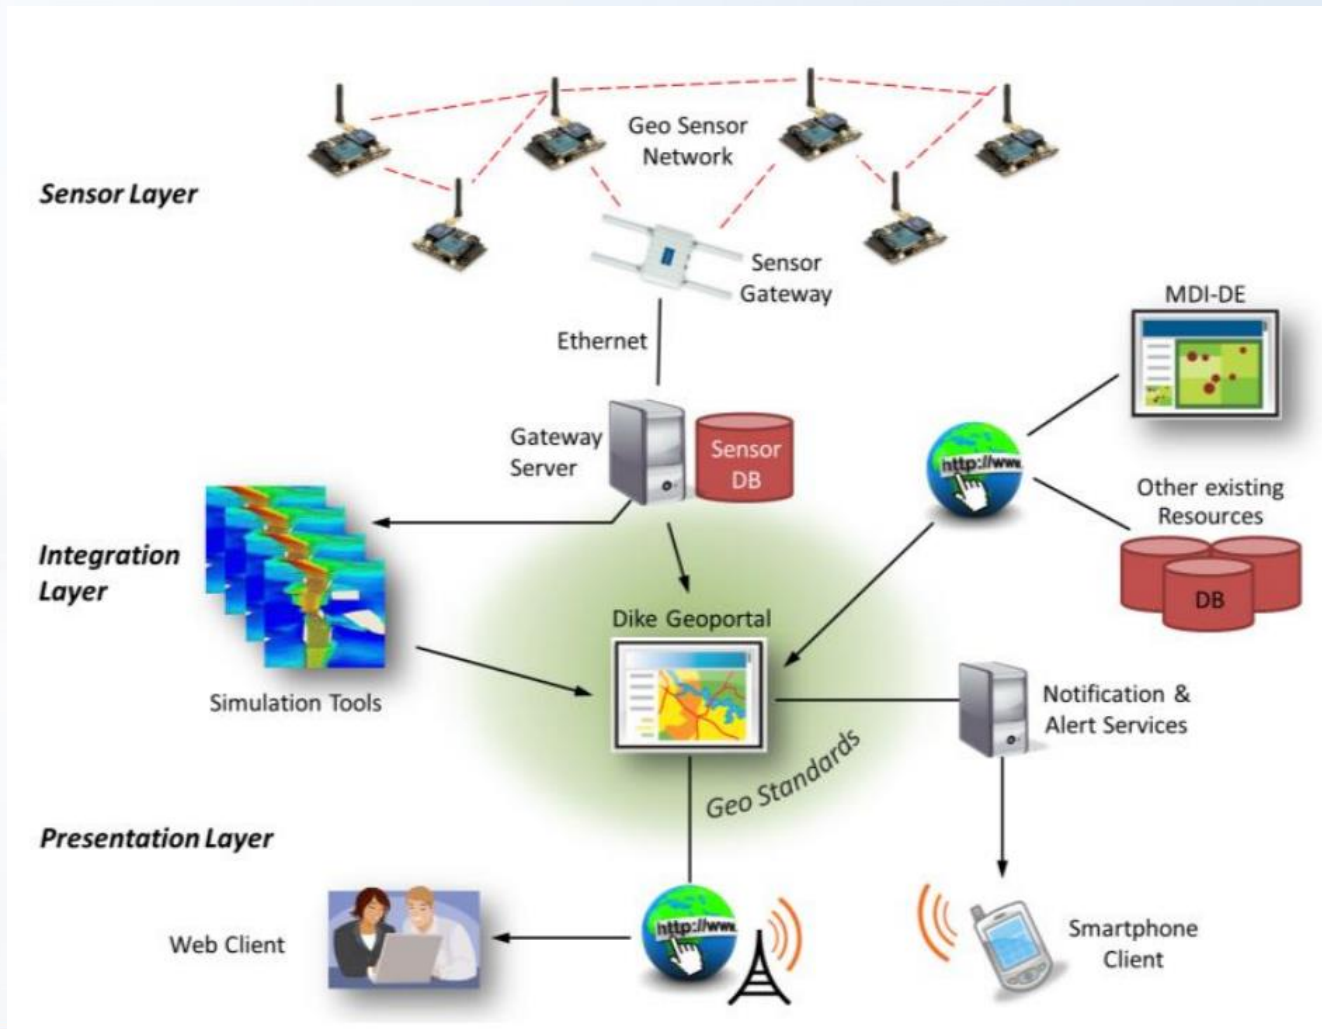 Geo Sensor
Network
Sensor Layer
Sensor
Gateway
MDI-DE
Ethernet
Gateway
Server
Sensor
DB
http://www.
Other existing
Resources
DB
Integration
Layer
Dike Geoportal
Simulation Tools
Notification &
Alert Services
Geo Standards
Presentation Layer
Web Client
http://www.
Smartphone
Client